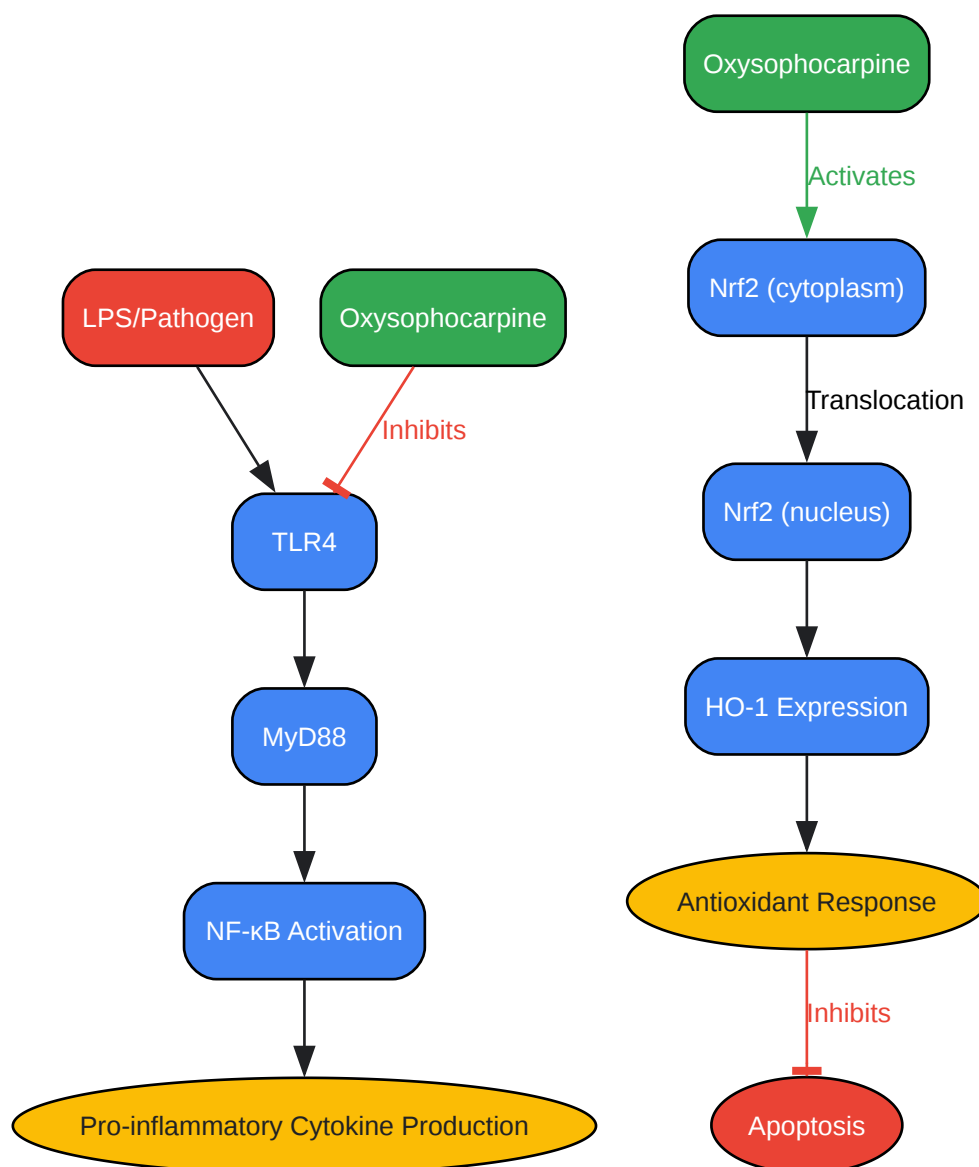 Oxysophocarpine
Activates
Nrf2 (cytoplasm)
Translocation
Nrf2 (nucleus)
HO-1 Expression
Antioxidant Response
Inhibits
Apoptosis
LPS/Pathogen
Oxysophocarpine
Inhibits
TLR4
MyD88
NF-κB Activation
Pro-inflammatory Cytokine Production